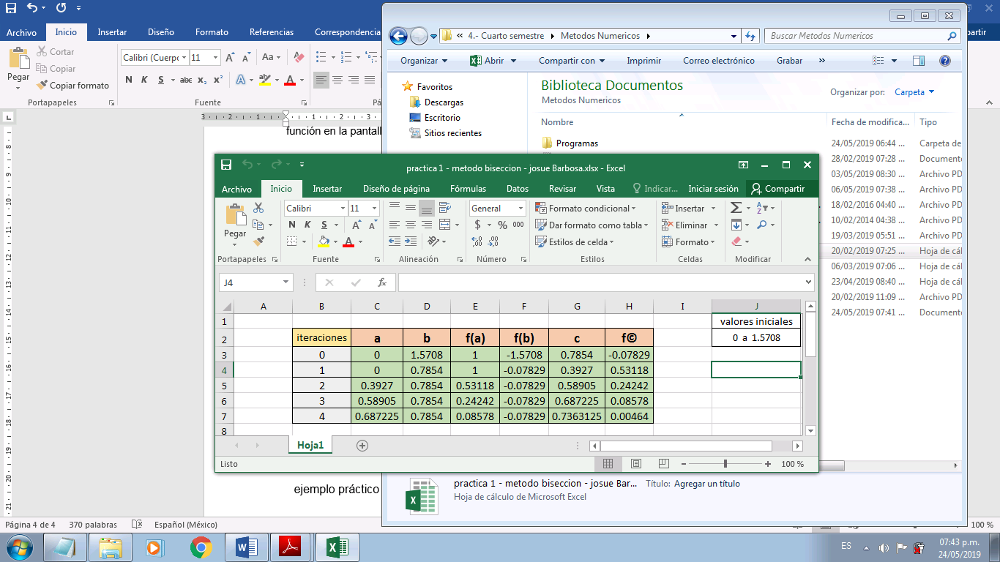 Archivo Inicio Insertar Diseño Formato Referencias Correspondencia
partir
Pegar
Cortar
Copiar
Copiar formato
Portapapeles
Calibri (Cuerpo 11
N K S abc x₂ x² A ab A
Aa
Fuente
4.- Cuarto semestre Metodos Numericos
Buscar Metodos Numericos
Organizar Abrir Compartir con Imprimir Correo electrónico Grabar »
Favoritos
Descargas
Escritorio
Sitios recientes
Biblioteca Documentos
Metodos Numericos
Organizar por: Carpeta
Nombre Fecha de modifica... Tipo
Programas 24/05/2019 06:44 ... Carpeta de
28/02/2019 07:28 ... Documento
03/05/2019 08:30 ... Archivo PD
06/05/2019 07:38 ... Archivo PD
18/02/2016 04:40 ... Archivo PD
10/02/2014 04:38 ... Archivo PD
19/03/2019 05:51 ... Archivo PD
20/02/2019 07:25 ... Hoja de cál
06/03/2019 07:06 ... Hoja de cál
23/04/2019 08:40 ... Hoja de cál
20/02/2019 11:09 ... Archivo PD
24/05/2019 07:41 ... Documento
3 2 1 1 2 3
función en la pantall
practica 1 - metodo biseccion - josue Barbosa.xlsx - Excel
Archivo Inicio Insertar Diseño de página Fórmulas Datos Revisar Vista Indicar... Iniciar sesión Compartir
Pegar
Portapapeles
Calibri 11
N K S A A
Fuente
Alineación
General
$ % 000
Número
Formato condicional
Dar formato como tabla
Estilos de celda
Estilos
Insertar
Eliminar
Formato
Celdas
Modificar
J4 fx
A B C D E F G H I J
1 valores iniciales
2 iteraciones a b f(a) f(b) c f© 0 a 1.5708
3 0 0 1.5708 1 -1.5708 0.7854 -0.07829
4 1 0 0.7854 1 -0.07829 0.3927 0.53118
5 2 0.3927 0.7854 0.53118 -0.07829 0.58905 0.24242
6 3 0.58905 0.7854 0.24242 -0.07829 0.687225 0.08578
7 4 0.687225 0.7854 0.08578 -0.07829 0.7363125 0.00464
8
Hoja1
Listo 100 %
ejemplo práctico
practica 1 - metodo biseccion - josue Bar... Título: Agregar un título
Hoja de cálculo de Microsoft Excel
Página 4 de 4 370 palabras Español (México) 100 %
ES 07:43 p.m.
24/05/2019